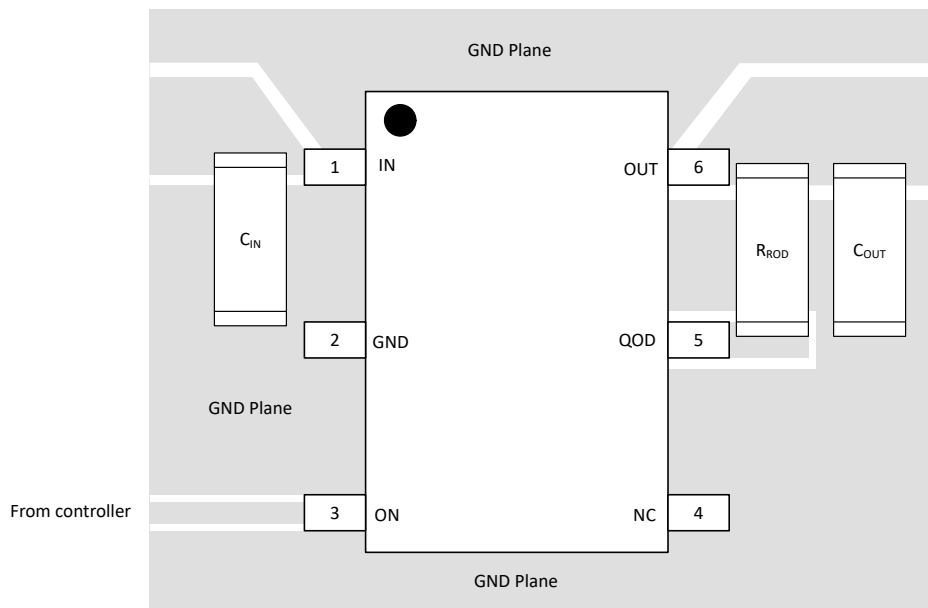 GND Plane
1
IN
OUT
6
C_IN
R_ROD
C_OUT
2
GND
QOD
5
GND Plane
From controller
3
ON
NC
4
GND Plane